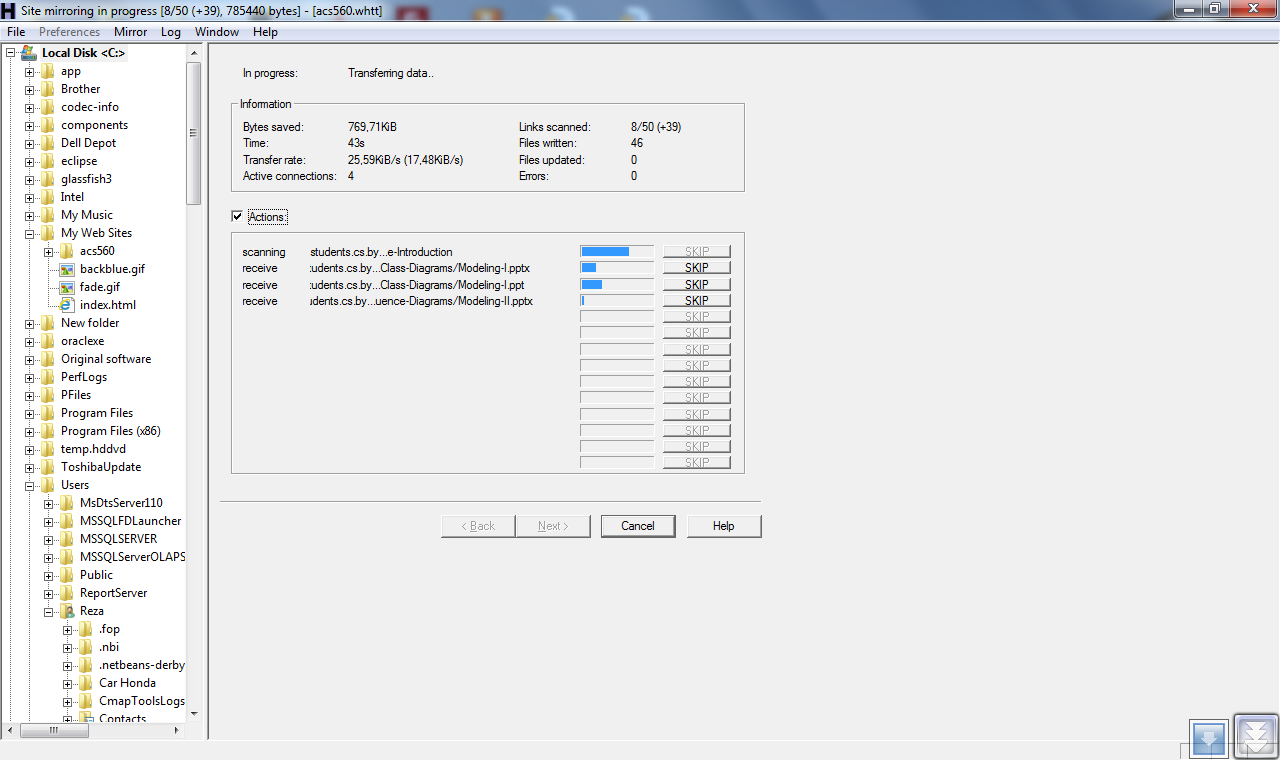 H Site mirroring in progress [8/50 (+39), 785440 bytes] - [acs560.whtt]
File Preferences Mirror Log Window Help
Local Disk <C:>
app
Brother
codec-info
components
Dell Depot
eclipse
glassfish3
Intel
My Music
My Web Sites
acs560
backblue.gif
fade.gif
index.html
New folder
oraclexe
Original software
PerfLogs
PFiles
Program Files
Program Files (x86)
temp.hddvd
ToshibaUpdate
Users
MsDtsServer110
MSSQLFDLauncher
MSSQLSERVER
MSSQLServerOLAPS
Public
ReportServer
Reza
.fop
.nbi
.netbeans-derby
Car Honda
CmapToolsLogs
Contacts
In progress: Transferring data..
Information
Bytes saved: 769,71KiB Links scanned: 8/50 (+39)
Time: 43s Files written: 46
Transfer rate: 25,59KiB/s (17,48KiB/s) Files updated: 0
Active connections: 4 Errors: 0
Actions
scanning students.cs.by...e-Introduction SKIP
receive tudents.cs.by...Class-Diagrams/Modeling-I.pptx SKIP
receive tudents.cs.by...Class-Diagrams/Modeling-I.ppt SKIP
receive udents.cs.by...uence-Diagrams/Modeling-II.pptx SKIP
SKIP
SKIP
SKIP
SKIP
SKIP
SKIP
SKIP
SKIP
SKIP
SKIP
< Back Next > Cancel Help